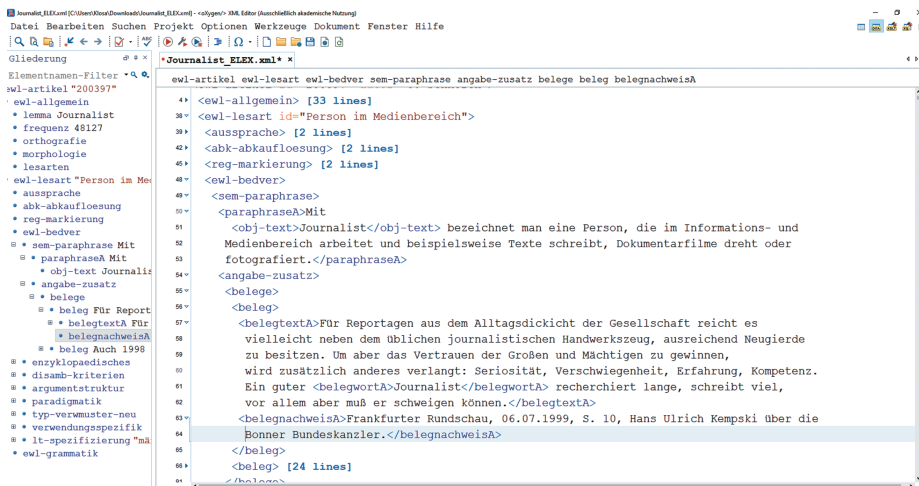 Journalist_ELEX.xml [C:\Users\Klosa\Downloads\Journalist_ELEX.xml] - <oXygen/> XML Editor (Ausschließlich akademische Nutzung)
Datei Bearbeiten Suchen Projekt Optionen Werkzeuge Dokument Fenster Hilfe
Gliederung
*Journalist_ELEX.xml* ×
Elementnamen-Filter
ewl-artikel ewl-lesart ewl-bedver sem-paraphrase angabe-zusatz belege beleg belegnachweisA
ewl-artikel "200397"
ewl-allgemein
lemma Journalist
frequenz 48127
orthografie
morphologie
lesarten
ewl-lesart "Person im Me
aussprache
abk-abkaufloesung
reg-markierung
ewl-bedver
sem-paraphrase Mit
paraphraseA Mit
obj-text Journalis
angabe-zusatz
belege
beleg Für Report
belegtextA Für
belegnachweisA
beleg Auch 1998
enzyklopaedisches
disamb-kriterien
argumentstruktur
paradigmatik
typ-verwmuster-neu
verwendungsspezifik
lt-spezifizierung "mä
ewl-grammatik
4 <ewl-allgemein> [33 lines]
38 <ewl-lesart id="Person im Medienbereich">
39 <aussprache> [2 lines]
42 <abk-abkaufloesung> [2 lines]
45 <reg-markierung> [2 lines]
48 <ewl-bedver>
49 <sem-paraphrase>
50 <paraphraseA>Mit
51 <obj-text>Journalist</obj-text> bezeichnet man eine Person, die im Informations- und
52 Medienbereich arbeitet und beispielsweise Texte schreibt, Dokumentarfilme dreht oder
53 fotografiert.</paraphraseA>
54 <angabe-zusatz>
55 <belege>
56 <beleg>
57 <belegtextA>Für Reportagen aus dem Alltagsdickicht der Gesellschaft reicht es
58 vielleicht neben dem üblichen journalistischen Handwerkszeug, ausreichend Neugierde
59 zu besitzen. Um aber das Vertrauen der Großen und Mächtigen zu gewinnen,
60 wird zusätzlich anderes verlangt: Seriosität, Verschwiegenheit, Erfahrung, Kompetenz.
61 Ein guter <belegwortA>Journalist</belegwortA> recherchiert lange, schreibt viel,
62 vor allem aber muß er schweigen können.</belegtextA>
63 <belegnachweisA>Frankfurter Rundschau, 06.07.1999, S. 10, Hans Ulrich Kempski über die
64 Bonner Bundeskanzler.</belegnachweisA>
65 </beleg>
66 <beleg> [24 lines]
91 </belege>